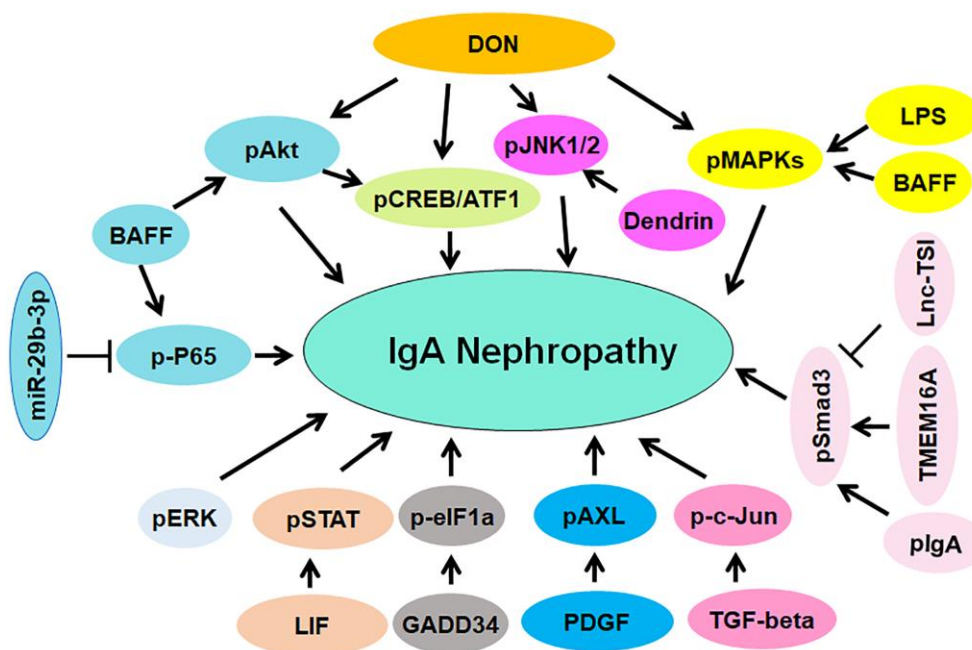 DON
LPS
pAkt
pJNK1/2
pMAPKs
BAFF
pCREB/ATF1
Dendrin
BAFF
Lnc-TSI
miR-29b-3p
p-P65
IgA Nephropathy
pSmad3
TMEM16A
pERK
pSTAT
p-eIF1a
pAXL
p-c-Jun
pIgA
LIF
GADD34
PDGF
TGF-beta